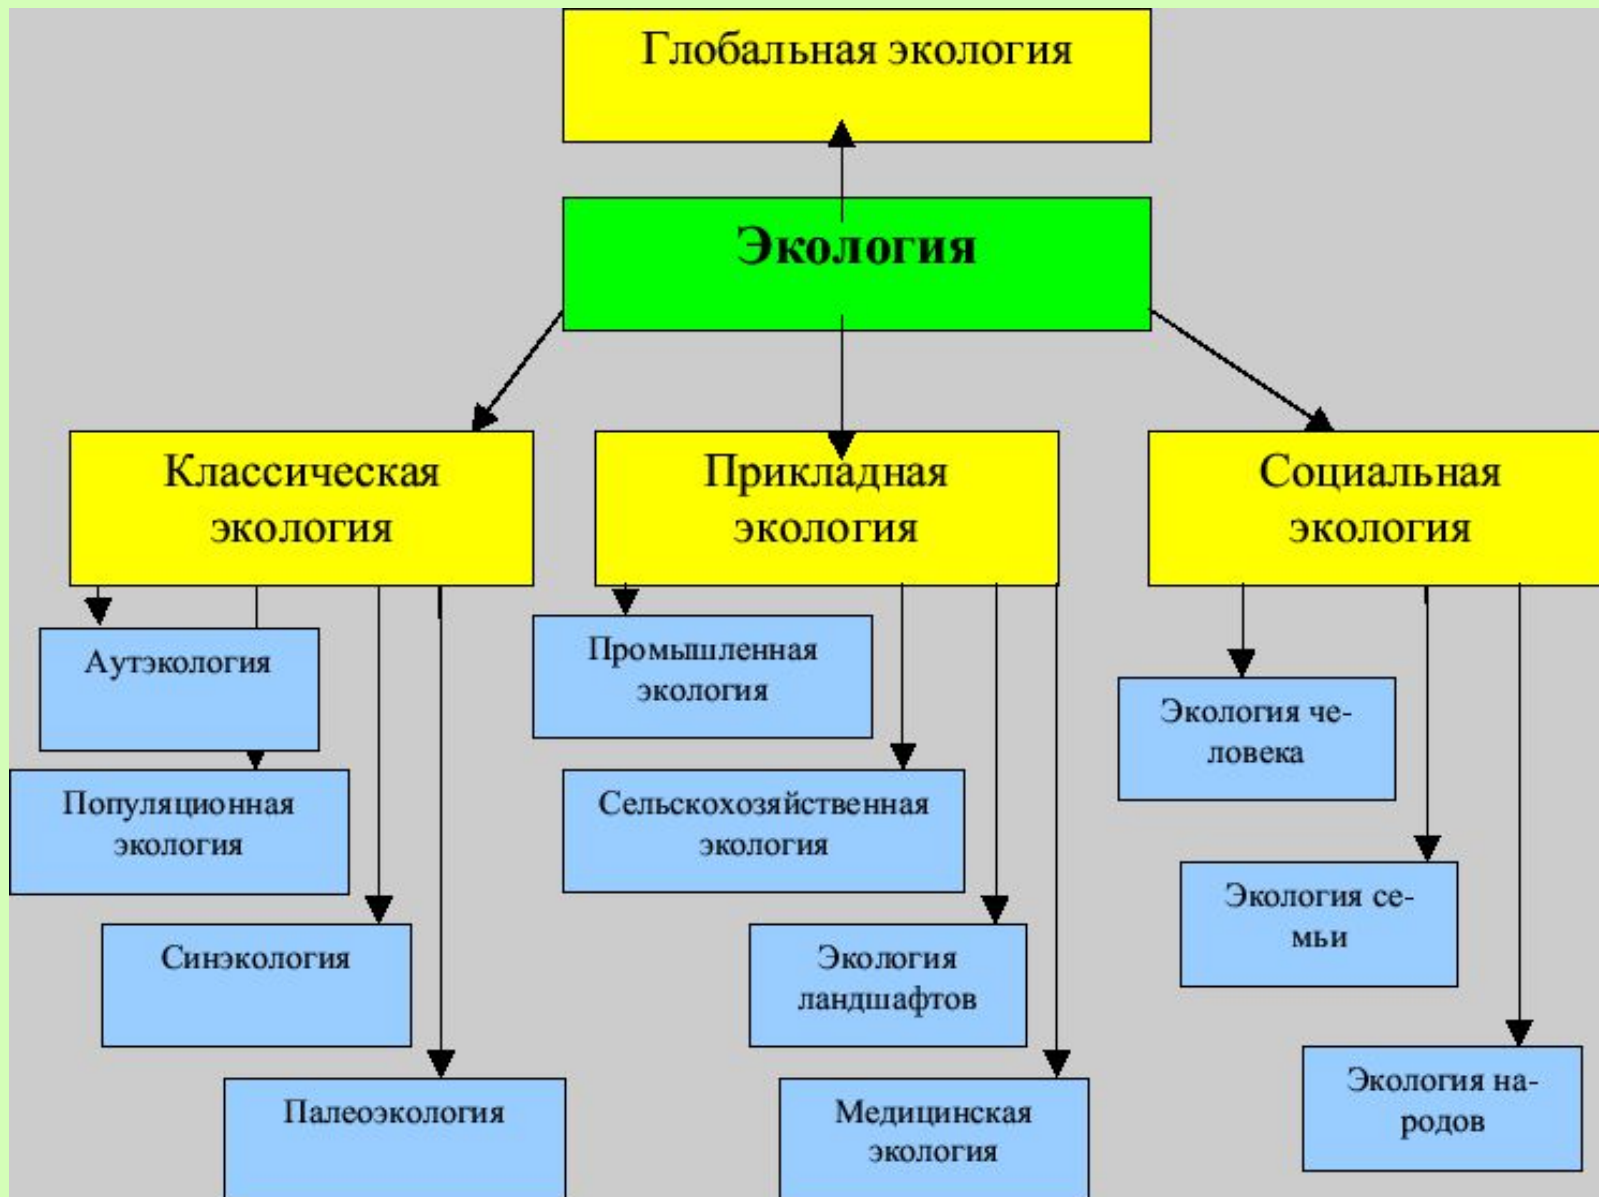 Глобальная экология
Экология
Классическая
экология
Прикладная
экология
Социальная
экология
Аутэкология
Популяционная
экология
Синэкология
Палеоэкология
Промышленная
экология
Сельскохозяйственная
экология
Экология
ландшафтов
Медицинская
экология
Экология че-
ловека
Экология се-
мьи
Экология на-
родов